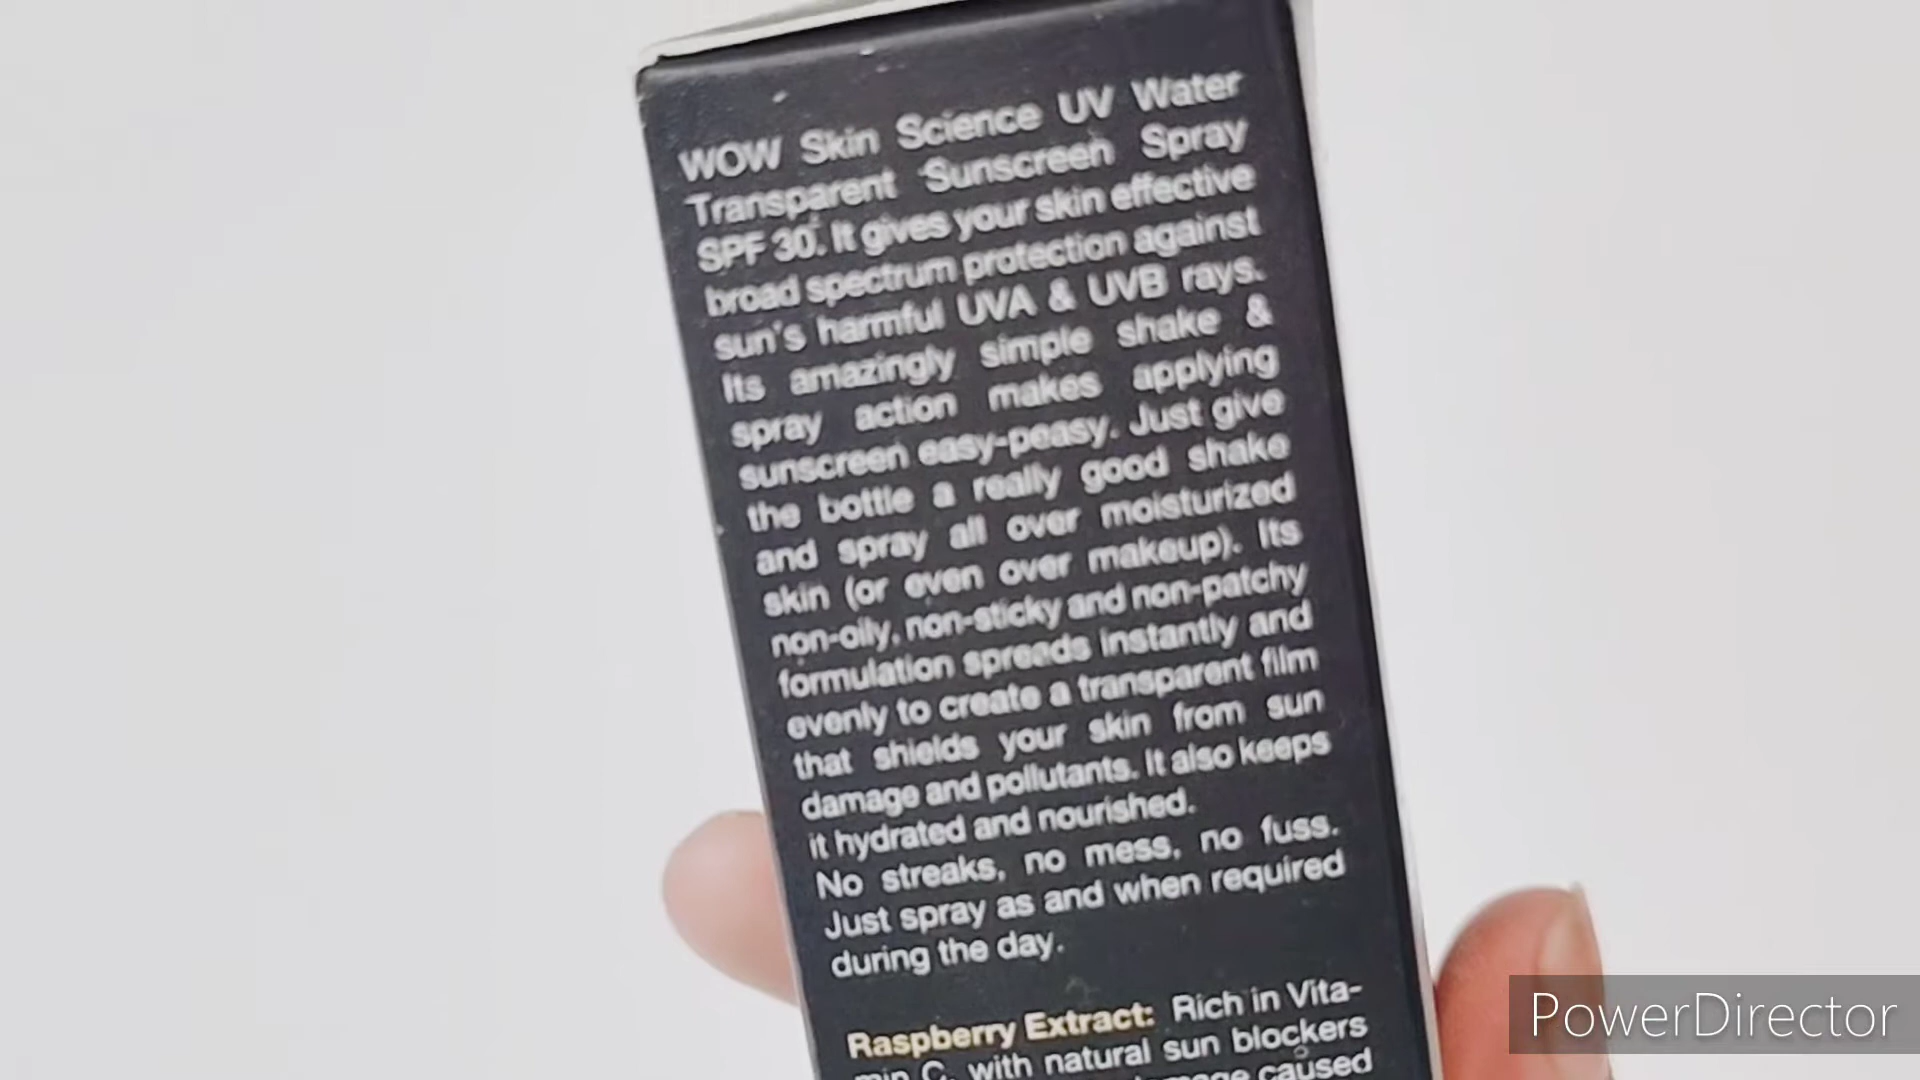 WOW Skin Science UV Water
Transparent Sunscreen Spray
SPF 30. It gives your skin effective
broad spectrum protection against
sun's harmful UVA & UVB rays.
Its amazingly simple shake &
spray action makes applying
sunscreen easy-peasy. Just give
the bottle a really good shake
and spray all over moisturized
skin (or even over makeup). Its
non-oily, non-sticky and non-patchy
formulation spreads instantly and
evenly to create a transparent film
that shields your skin from sun
damage and pollutants. It also keeps
it hydrated and nourished.
No streaks, no mess, no fuss.
Just spray as and when required
during the day.
Raspberry Extract: Rich in Vita-
min C, with natural sun blockers
damage caused
PowerDirector